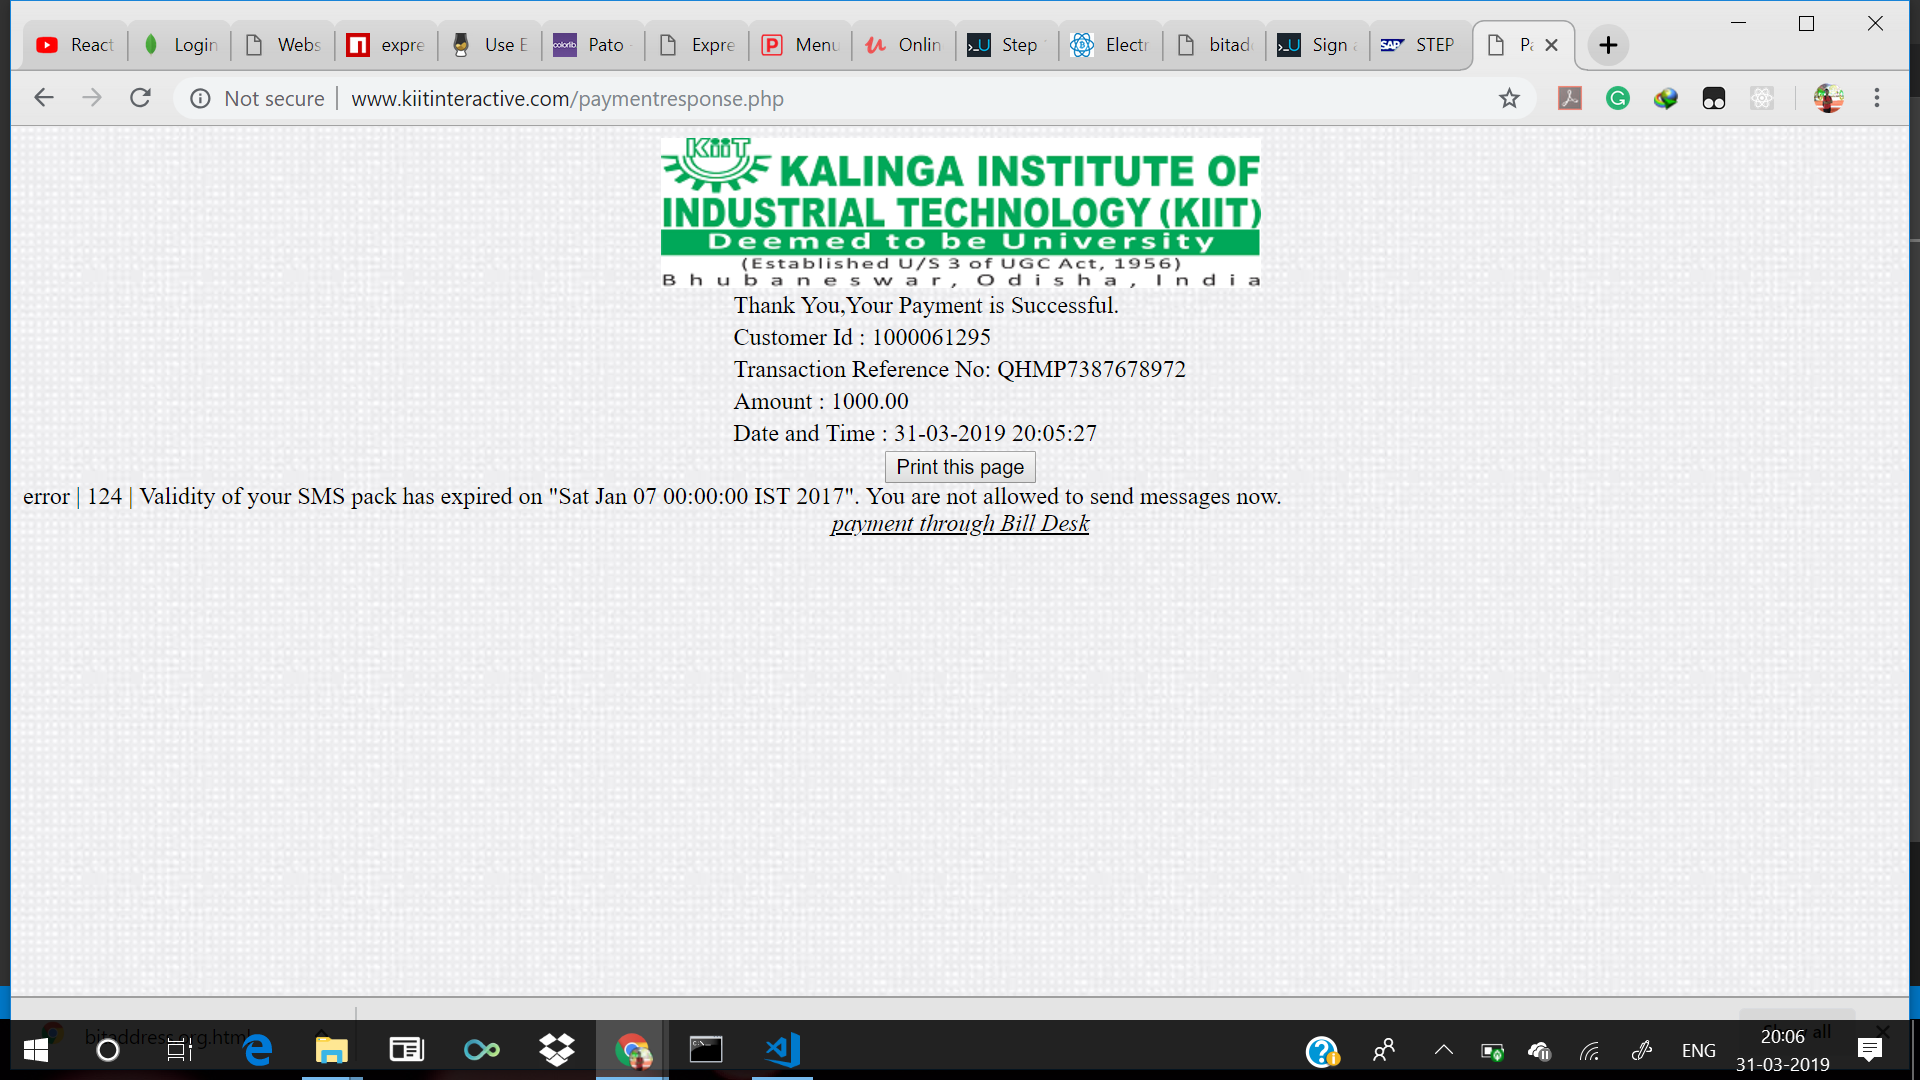 React
Login
Webs
expre
Use E
Pato
Expre
Menu
Onlin
Step
Electr
bitad
Sign
STEP
Pa
Not secure | www.kiitinteractive.com/paymentresponse.php
KiiT
KALINGA INSTITUTE OF
INDUSTRIAL TECHNOLOGY (KIIT)
Deemed to be University
(Established U/S 3 of UGC Act, 1956)
Bhubaneswar, Odisha, India
Thank You,Your Payment is Successful.
Customer Id : 1000061295
Transaction Reference No: QHMP7387678972
Amount : 1000.00
Date and Time : 31-03-2019 20:05:27
Print this page
error | 124 | Validity of your SMS pack has expired on "Sat Jan 07 00:00:00 IST 2017". You are not allowed to send messages now.
payment through Bill Desk
bitaddress.org.html
all
ENG
20:06
31-03-2019